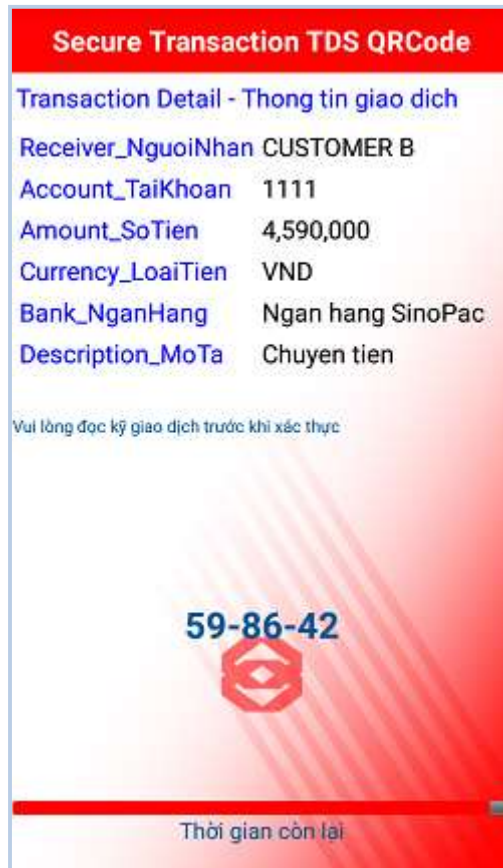 Secure Transaction TDS QRCode
Transaction Detail - Thong tin giao dich
Receiver_NguoiNhan CUSTOMER B
Account_TaiKhoan 1111
Amount_SoTien 4,590,000
Currency_LoaiTien VND
Bank_NganHang Ngan hang SinoPac
Description_MoTa Chuyen tien
Vui lòng đọc kỹ giao dịch trước khi xác thực
59-86-42
Thời gian còn lại